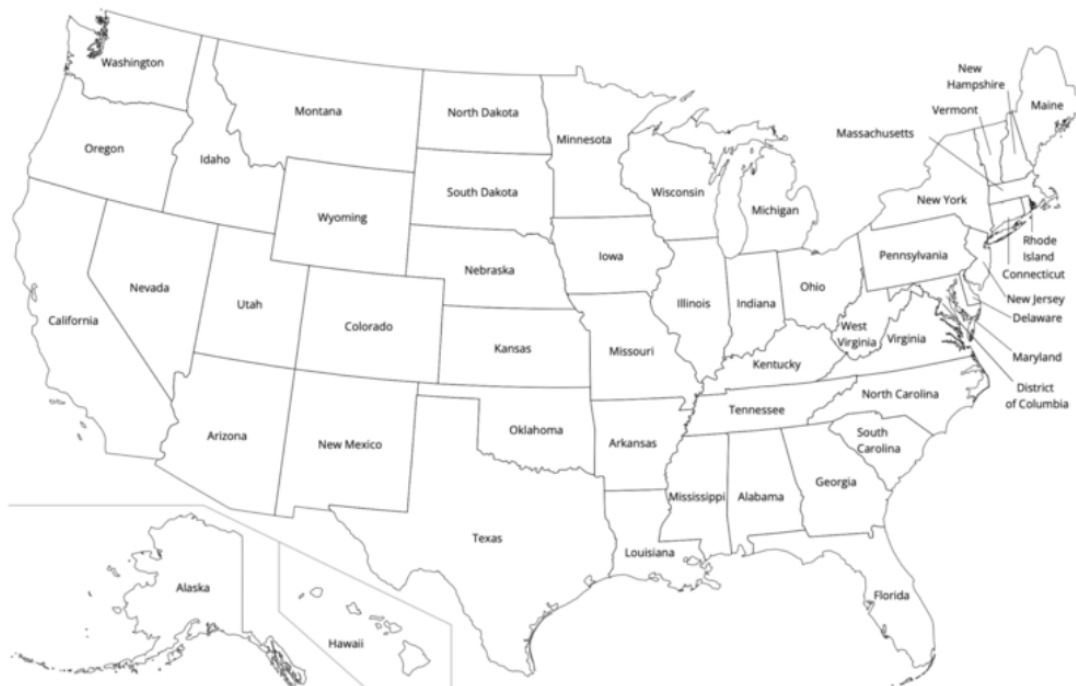 Washington
Montana
North Dakota
Minnesota
New
Hampshire
Vermont
Maine
Massachusetts
Oregon
Idaho
South Dakota
Wisconsin
Michigan
New York
Wyoming
Rhode
Island
Connecticut
Nebraska
Iowa
Pennsylvania
New Jersey
Delaware
Nevada
Utah
Illinois
Indiana
Ohio
California
Colorado
Kansas
Missouri
West
Virginia
Virginia
Maryland
Kentucky
District
of Columbia
North Carolina
Tennessee
Arizona
New Mexico
Oklahoma
Arkansas
South
Carolina
Mississippi
Alabama
Georgia
Texas
Louisiana
Alaska
Hawaii
Florida